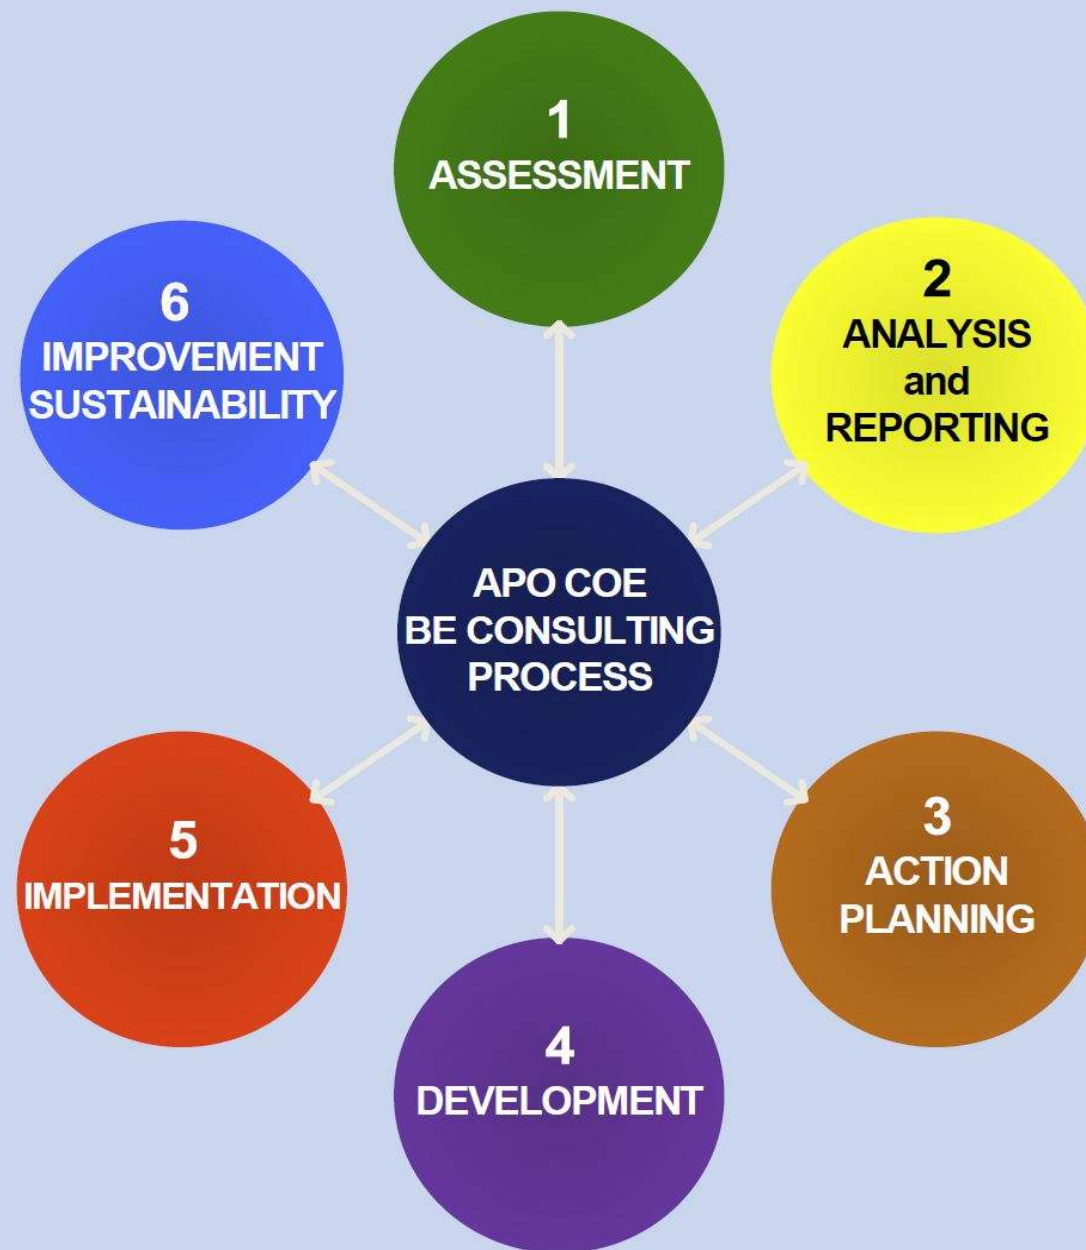 1
ASSESSMENT
2
ANALYSIS
and
REPORTING
3
ACTION
PLANNING
4
DEVELOPMENT
5
IMPLEMENTATION
6
IMPROVEMENT
SUSTAINABILITY
APO COE
BE CONSULTING
PROCESS